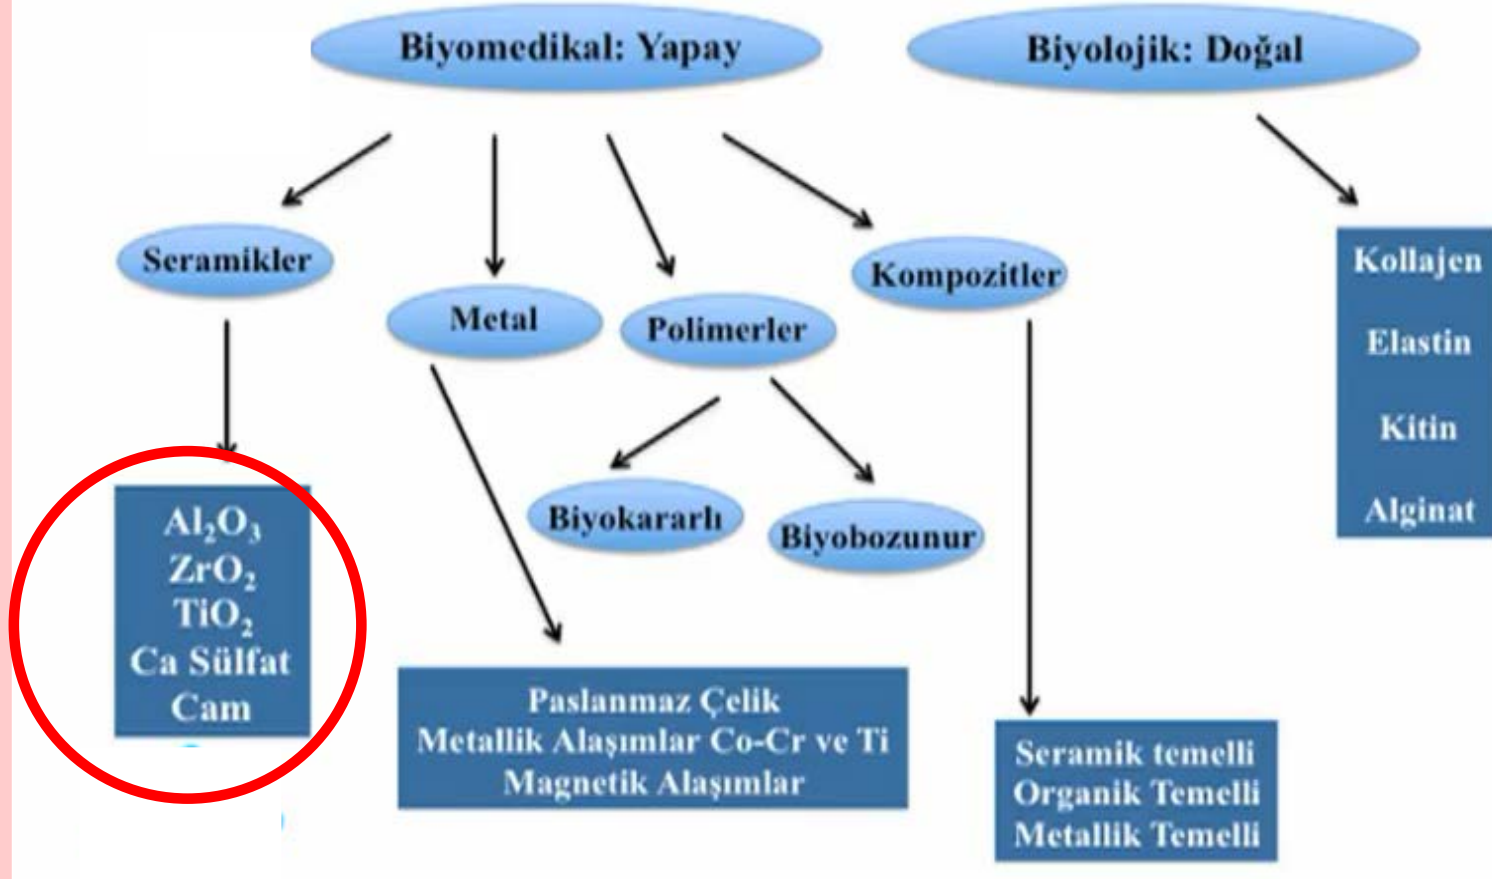 Biyomedikal: Yapay
Biyolojik: Doğal
Seramikler
Metal
Polimerler
Kompozitler
Biyokararlı
Biyobozunur
Al₂O₃
ZrO₂
TiO₂
Ca Sülfat
Cam
Paslanmaz Çelik
Metallik Alaşımlar Co-Cr ve Ti
Magnetik Alaşımlar
Seramik temelli
Organik Temelli
Metallik Temelli
Kollajen
Elastin
Kitin
Alginat